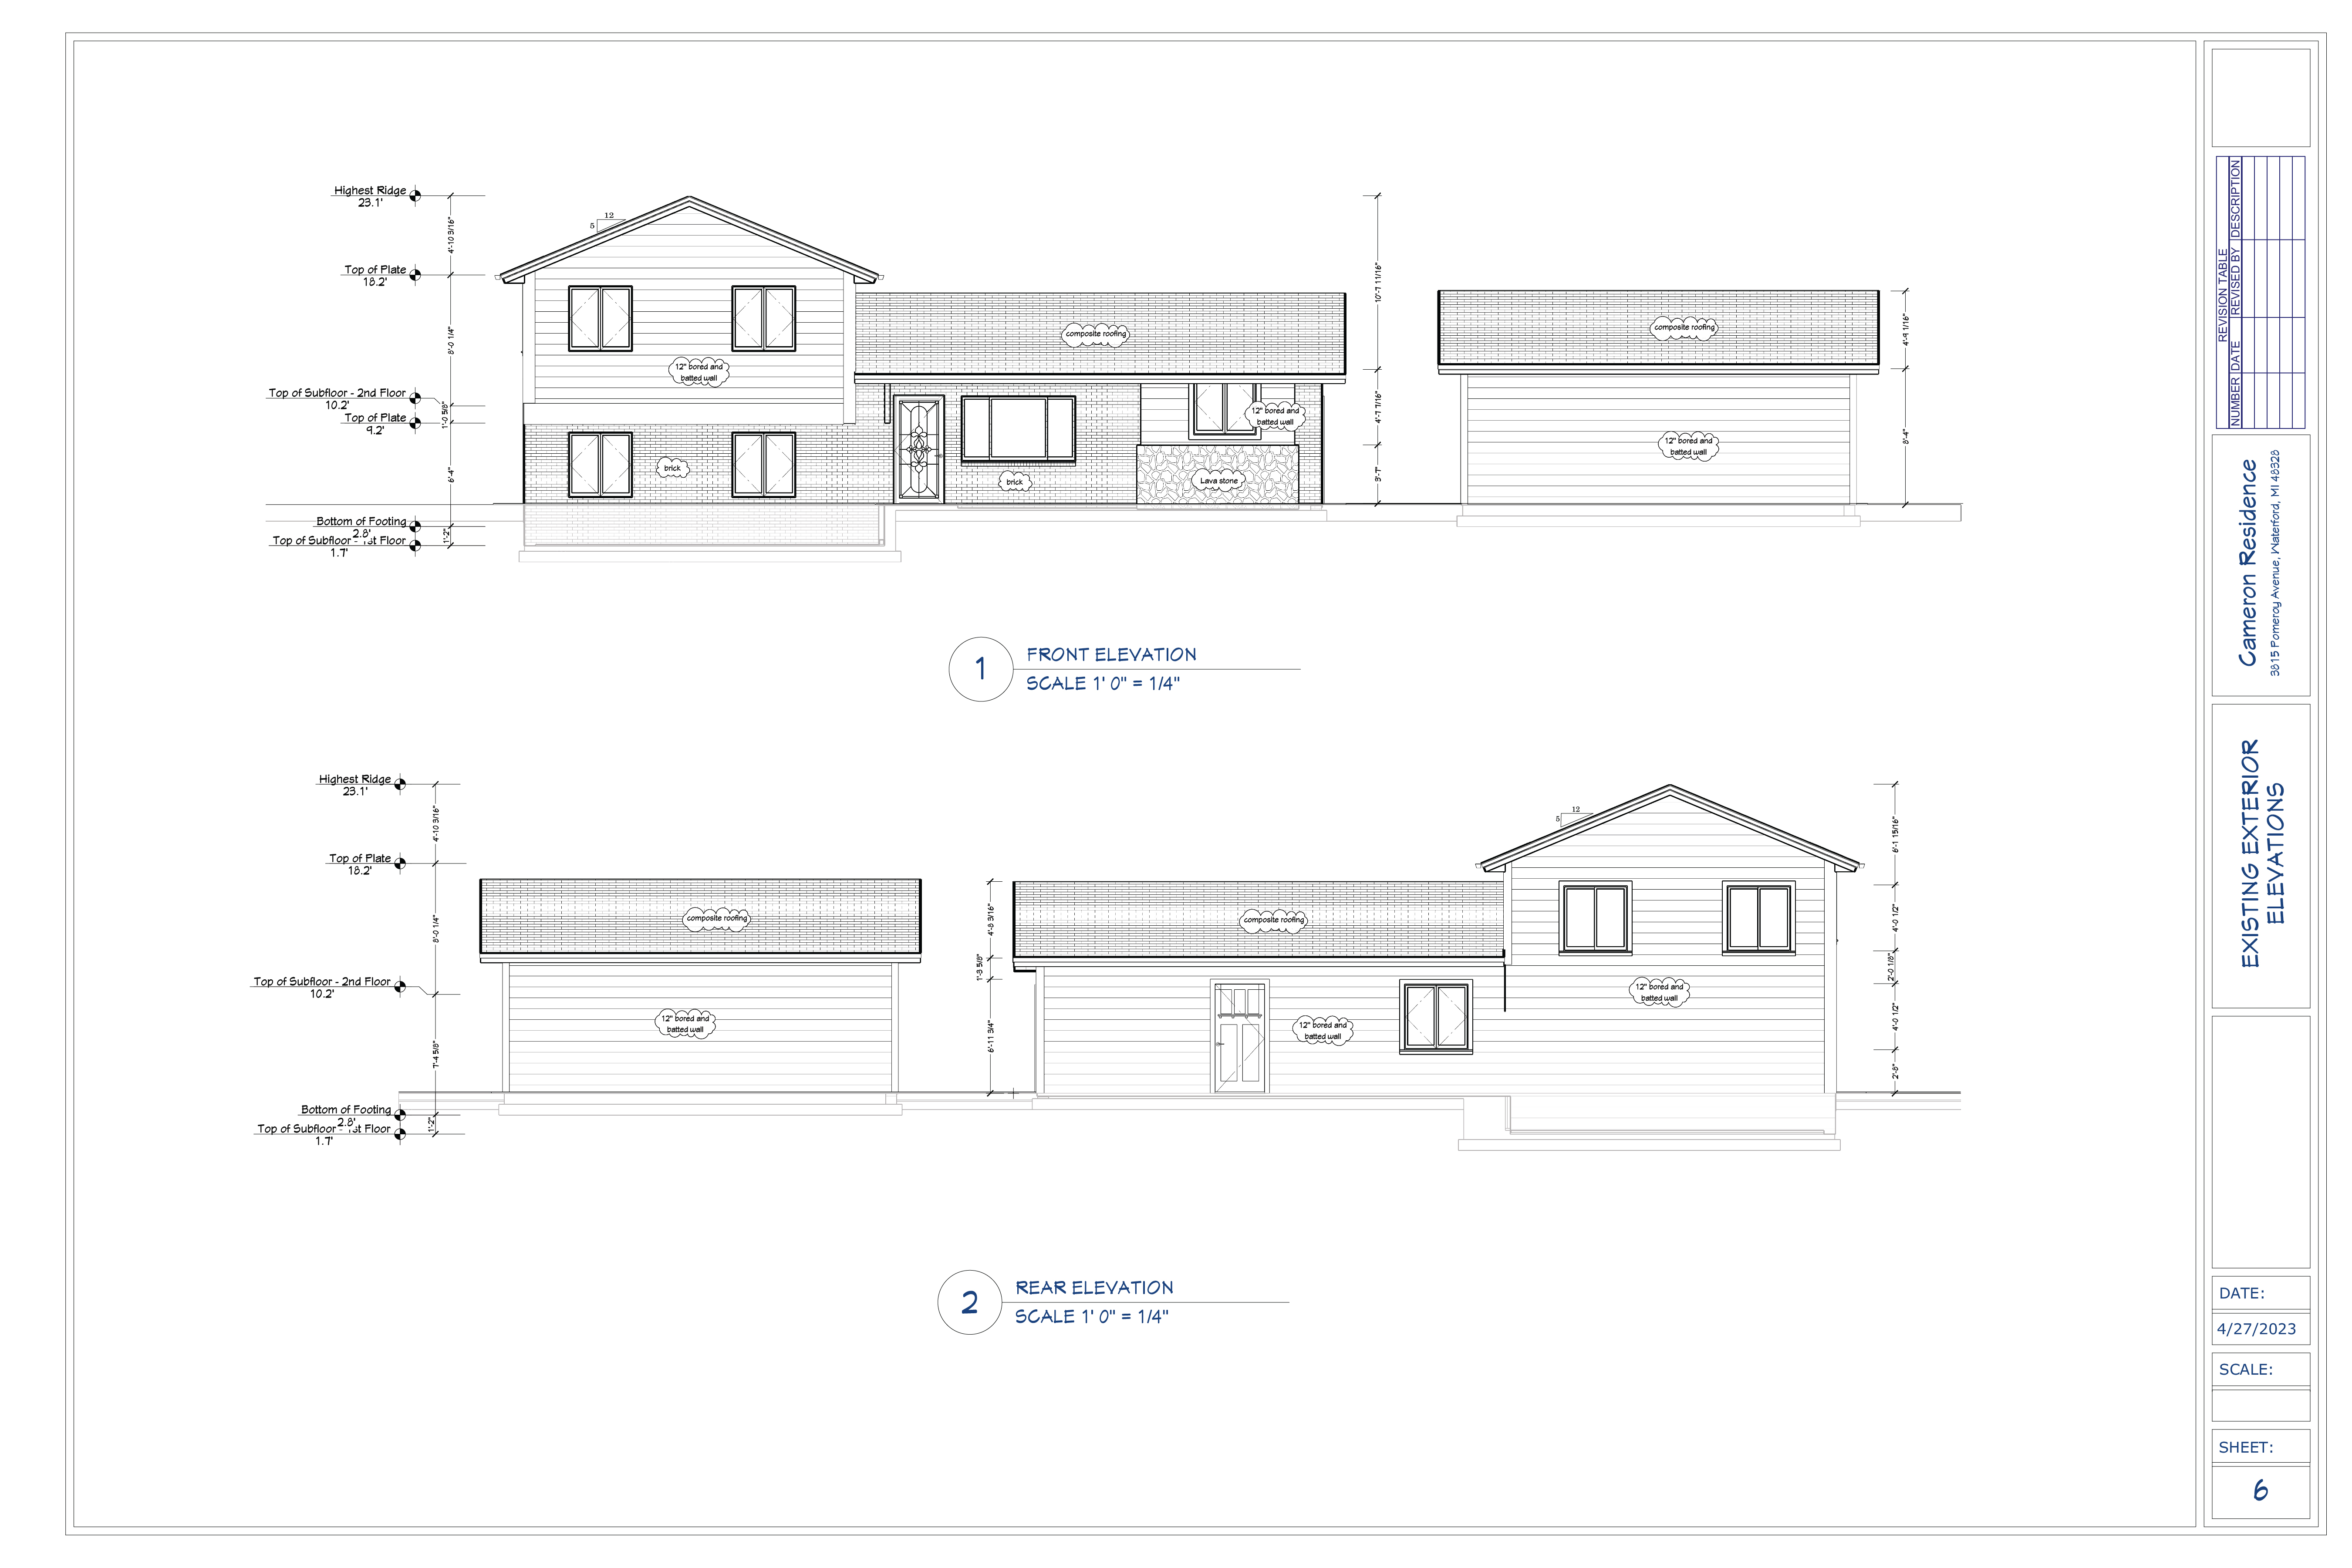 Highest Ridge
23.1'
Top of Plate
18.2'
Top of Subfloor - 2nd Floor
10.2'
Top of Plate
9.2'
Bottom of Footing
2.8'
Top of Subfloor - 1st Floor
1.7'
4'-10 3/16"
8'-0 1/4"
1'-0 5/8"
6'-4"
1'-2"
12
5
12" bored and
batted wall
brick
composite roofing
brick
12" bored and
batted wall
Lava stone
10'-7 11/16"
4'-7 7/16"
3'-7"
composite roofing
12" bored and
batted wall
4'-9 1/16"
8'-4"
1
FRONT ELEVATION
SCALE 1' 0" = 1/4"
Highest Ridge
23.1'
Top of Plate
18.2'
Top of Subfloor - 2nd Floor
10.2'
Bottom of Footing
2.8'
Top of Subfloor - 1st Floor
1.7'
4'-10 3/16"
8'-0 1/4"
7'-4 5/8"
1'-2"
composite roofing
12" bored and
batted wall
4'-8 3/16"
1'-3 5/8"
6'-11 3/4"
composite roofing
12" bored and
batted wall
12
5
12" bored and
batted wall
6'-1 15/16"
4'-0 1/2"
2'-0 1/8"
4'-0 1/2"
2'-8"
2
REAR ELEVATION
SCALE 1' 0" = 1/4"
REVISION TABLE
NUMBER DATE REVISED BY DESCRIPTION
Cameron Residence
3815 Pomeroy Avenue, Waterford, MI 48328
EXISTING EXTERIOR
ELEVATIONS
DATE:
4/27/2023
SCALE:
SHEET:
6